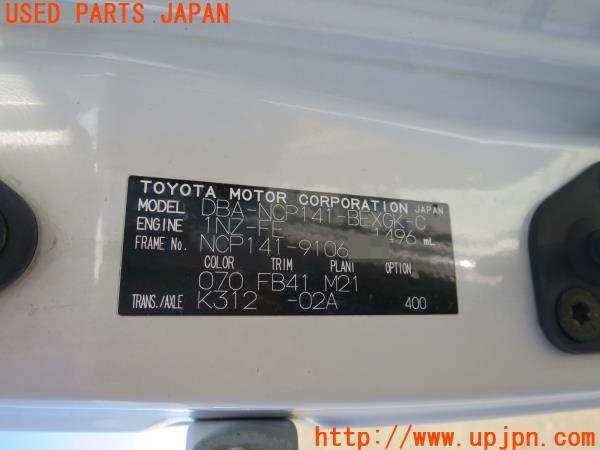 USED PARTS JAPAN
TOYOTA MOTOR CORPORATION JAPAN
MODEL DBA-NCP141-BEXGK-C
ENGINE 1NZ-FE 1496 mL
FRAME No. NCP141-9106
COLOR TRIM PLANT OPTION
070 FB41 M21
TRANS./AXLE K312 -02A 400
http://www.upjpn.com/